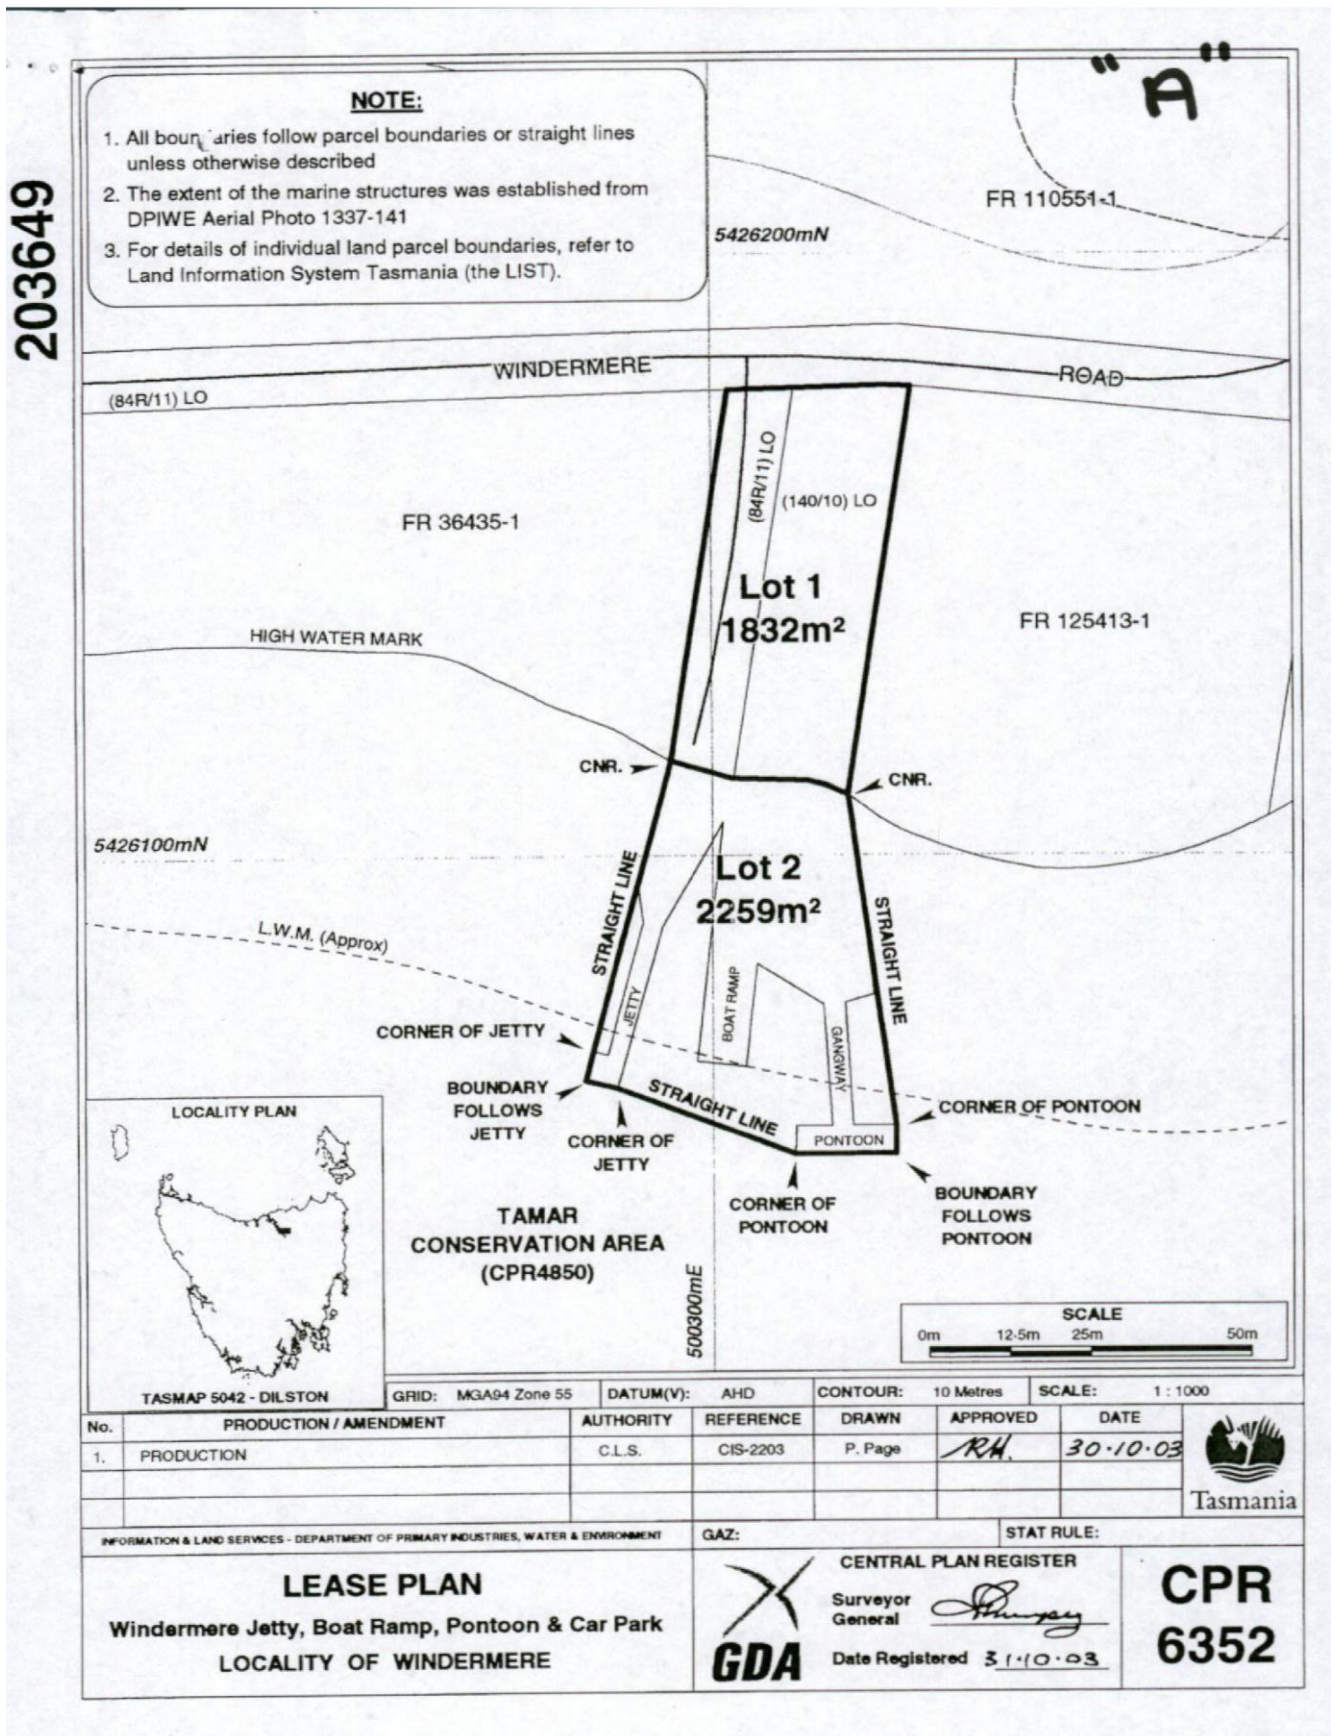 "A"
203649
NOTE:
1. All boundaries follow parcel boundaries or straight lines
unless otherwise described
2. The extent of the marine structures was established from
DPIWE Aerial Photo 1337-141
3. For details of individual land parcel boundaries, refer to
Land Information System Tasmania (the LIST).
FR 110551-1
5426200mN
WINDERMERE ROAD
(84R/11) LO
(84R/11) LO
(140/10) LO
FR 36435-1
Lot 1
1832m²
FR 125413-1
HIGH WATER MARK
CNR.
CNR.
5426100mN
Lot 2
2259m²
STRAIGHT LINE
STRAIGHT LINE
L.W.M. (Approx)
JETTY
BOAT RAMP
GANGWAY
CORNER OF JETTY
BOUNDARY
FOLLOWS
JETTY
STRAIGHT LINE
CORNER OF PONTOON
PONTOON
CORNER OF
JETTY
CORNER OF
PONTOON
BOUNDARY
FOLLOWS
PONTOON
TAMAR
CONSERVATION AREA
(CPR4850)
500300mE
LOCALITY PLAN
TASMAP 5042 - DILSTON
SCALE
0m 12·5m 25m 50m
GRID: MGA94 Zone 55 DATUM(V): AHD CONTOUR: 10 Metres SCALE: 1 : 1000
No. PRODUCTION / AMENDMENT AUTHORITY REFERENCE DRAWN APPROVED DATE
1. PRODUCTION C.L.S. CIS-2203 P. Page RH. 30·10·03
Tasmania
INFORMATION & LAND SERVICES - DEPARTMENT OF PRIMARY INDUSTRIES, WATER & ENVIRONMENT
GAZ: STAT RULE:
LEASE PLAN
Windermere Jetty, Boat Ramp, Pontoon & Car Park
LOCALITY OF WINDERMERE
GDA
CENTRAL PLAN REGISTER
Surveyor
General
Date Registered 31·10·03
CPR
6352